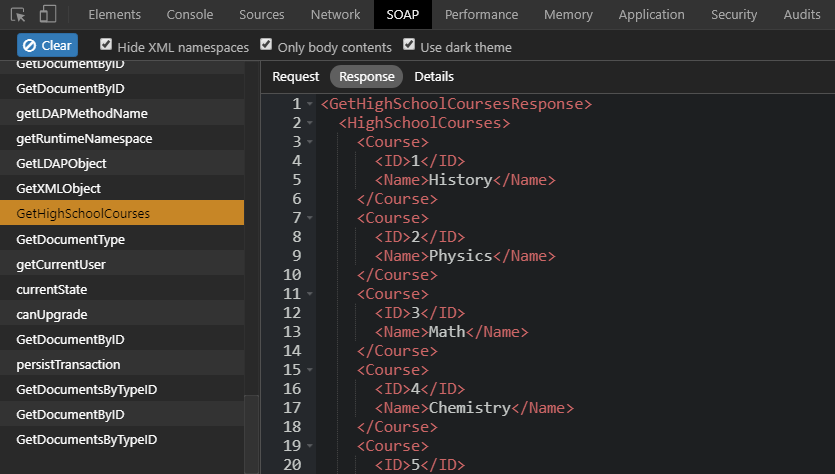 Elements Console Sources Network SOAP Performance Memory Application Security Audits
Clear Hide XML namespaces Only body contents Use dark theme
GetDocumentByID
GetDocumentByID
getLDAPMethodName
getRuntimeNamespace
GetLDAPObject
GetXMLObject
GetHighSchoolCourses
GetDocumentType
getCurrentUser
currentState
canUpgrade
GetDocumentByID
persistTransaction
GetDocumentsByTypeID
GetDocumentByID
GetDocumentsByTypeID
Request Response Details
1 <GetHighSchoolCoursesResponse>
2 <HighSchoolCourses>
3 <Course>
4 <ID>1</ID>
5 <Name>History</Name>
6 </Course>
7 <Course>
8 <ID>2</ID>
9 <Name>Physics</Name>
10 </Course>
11 <Course>
12 <ID>3</ID>
13 <Name>Math</Name>
14 </Course>
15 <Course>
16 <ID>4</ID>
17 <Name>Chemistry</Name>
18 </Course>
19 <Course>
20 <ID>5</ID>